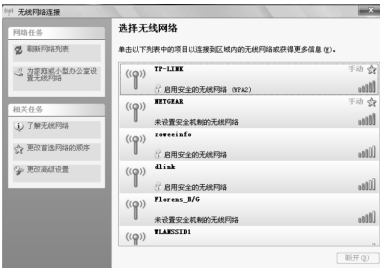 无线网络连接
网络任务
刷新网络列表
为家庭或小型办公室设置无线网络
相关任务
了解无线网络
更改首选网络的顺序
更改高级设置
选择无线网络
单击以下列表中的项目以连接到区域内的无线网络或获得更多信息(W)。
TP-LINK 手动
启用安全的无线网络 (WPA2)
NETGEAR 手动
未设置安全机制的无线网络
roweeinfo
启用安全的无线网络
dlink
启用安全的无线网络
Florens_B/G
未设置安全机制的无线网络
WLANSSID1
断开(D)